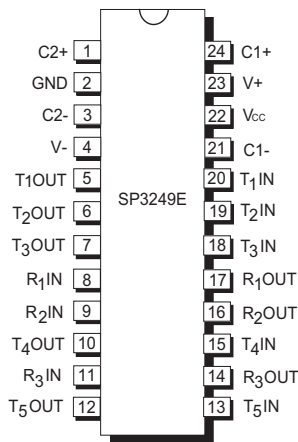 C2+ 1 24 C1+
GND 2 23 V+
C2- 3 22 Vcc
V- 4 21 C1-
T1OUT 5 20 T1IN
SP3249E
T2OUT 6 19 T2IN
T3OUT 7 18 T3IN
R1IN 8 17 R1OUT
R2IN 9 16 R2OUT
T4OUT 10 15 T4IN
R3IN 11 14 R3OUT
T5OUT 12 13 T5IN